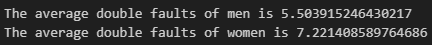 The average double faults of men is 5.503915246430217
The average double faults of women is 7.221408589764686